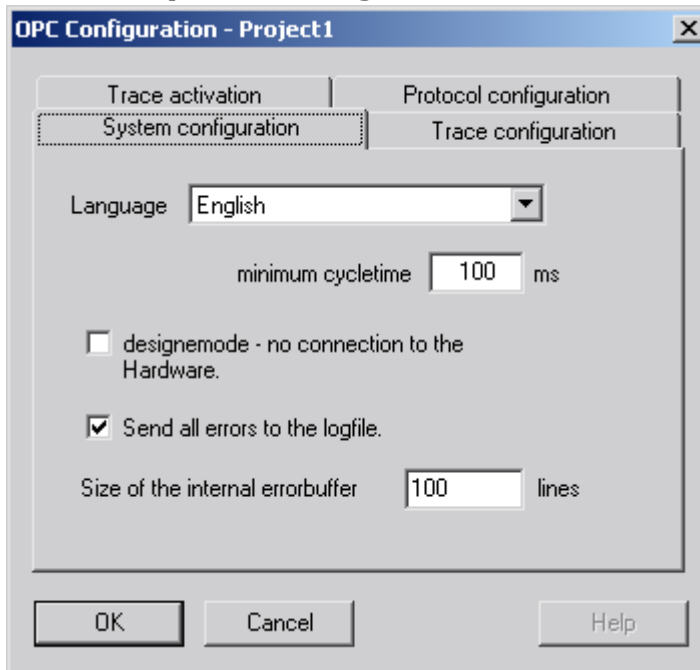 OPC Configuration - Project1
Trace activation
Protocol configuration
System configuration
Trace configuration
Language English
minimum cycletime 100 ms
designemode - no connection to the
Hardware.
Send all errors to the logfile.
Size of the internal errorbuffer 100 lines
OK Cancel Help